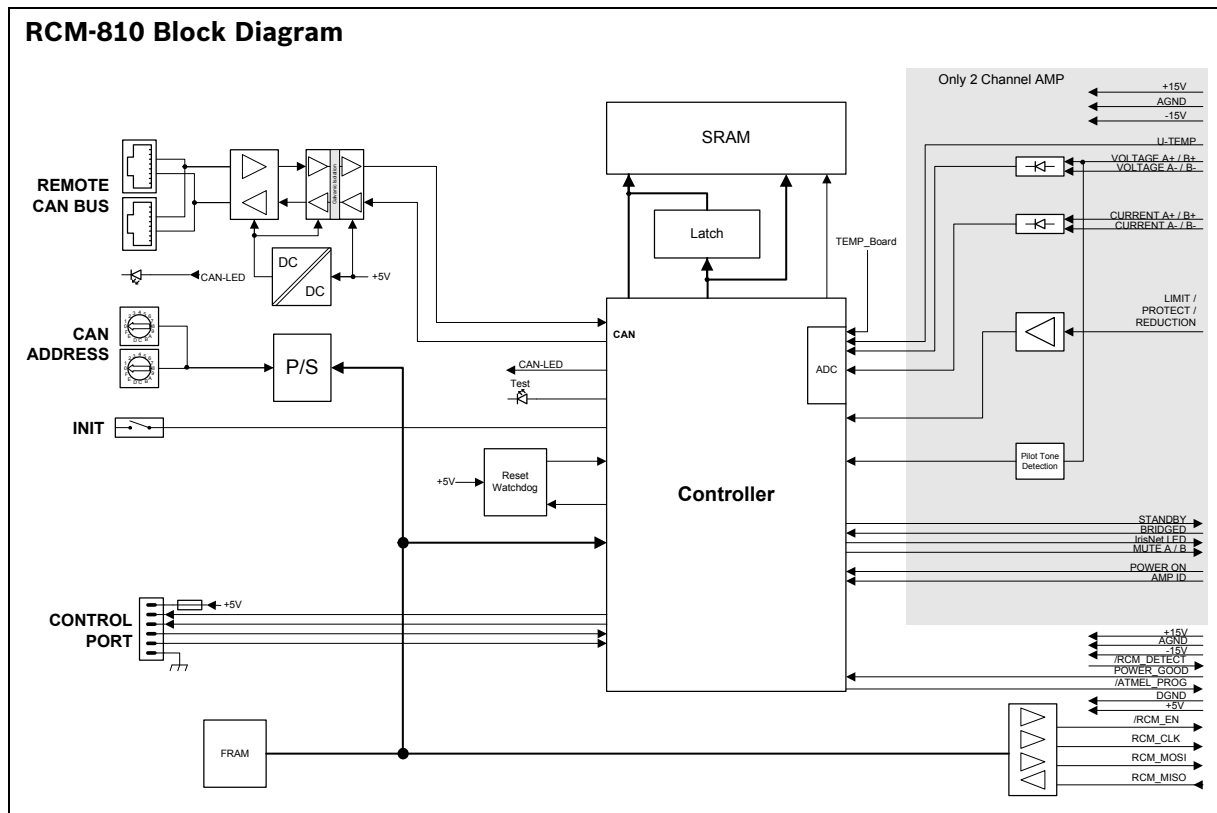 RCM-810 Block Diagram
Only 2 Channel AMP
+15V
AGND
-15V
U-TEMP
VOLTAGE A+ / B+
VOLTAGE A- / B-
CURRENT A+ / B+
CURRENT A- / B-
LIMIT /
PROTECT /
REDUCTION
Pilot Tone
Detection
STANDBY
BRIDGED
IrisNet LED
MUTE A / B
POWER ON
AMP ID
+15V
AGND
-15V
/RCM_DETECT
POWER_GOOD
/ATMEL_PROG
DGND
+5V
/RCM_EN
RCM_CLK
RCM_MOSI
RCM_MISO
SRAM
Latch
TEMP_Board
CAN
ADC
Controller
REMOTE
CAN BUS
Galvanic Isolation
DC
DC
+5V
CAN-LED
CAN
ADDRESS
P/S
CAN-LED
Test
INIT
+5V
Reset
Watchdog
CONTROL
PORT
+5V
FRAM